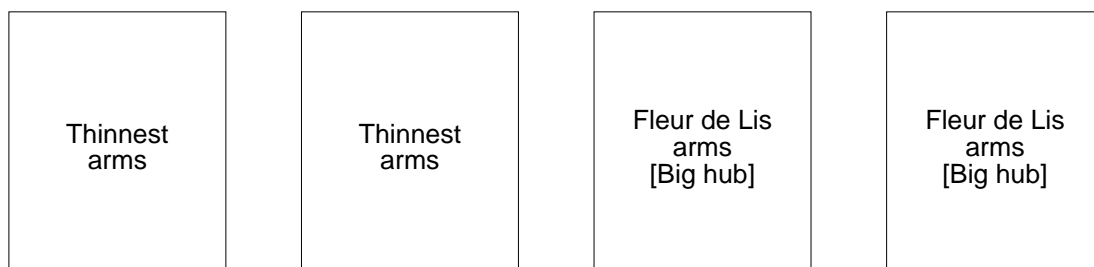 Thinnest
arms
Thinnest
arms
Fleur de Lis
arms
[Big hub]
Fleur de Lis
arms
[Big hub]